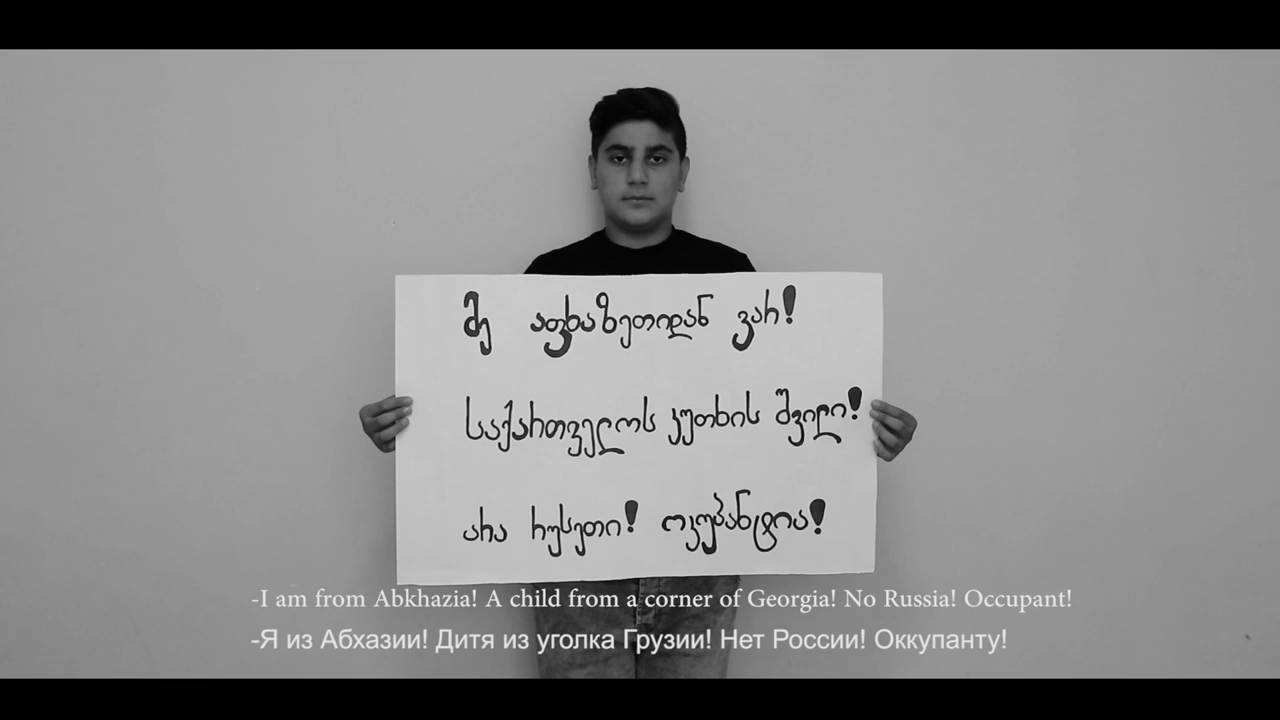 მე აფხაზეთიდან ვარ!
საქართველოს კუთხის შვილი!
არა რუსეთი! ოკუპანტია!
-I am from Abkhazia! A child from a corner of Georgia! No Russia! Occupant!
-Я из Абхазии! Дитя из уголка Грузии! Нет России! Оккупанту!